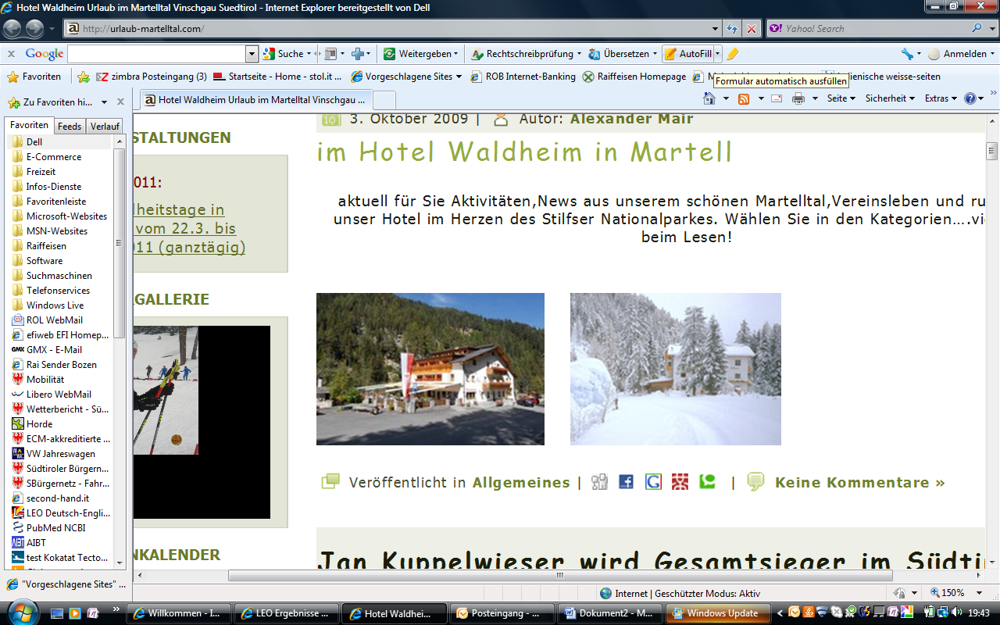 Hotel Waldheim Urlaub im Martelltal Vinschgau Suedtirol - Internet Explorer bereitgestellt von Dell
http://urlaub-martelltal.com/
Yahoo! Search
x Google Suche Weitergeben Rechtschreibprüfung Übersetzen AutoFill Anmelden
Favoriten zimbra Posteingang (3) Startseite - Home - stol.it ... Vorgeschlagene Sites ROB Internet-Banking Raiffeisen Homepage weisse-seiten
Formular automatisch ausfüllen
Zu Favoriten hi... Hotel Waldheim Urlaub im Martelltal Vinschgau ... Seite Sicherheit Extras
Favoriten Feeds Verlauf
Dell
E-Commerce
Freizeit
Infos-Dienste
Favoritenleiste
Microsoft-Websites
MSN-Websites
Raiffeisen
Software
Suchmaschinen
Telefonservices
Windows Live
ROL WebMail
efiweb EFI Homep...
GMX - E-Mail
Rai Sender Bozen
Mobilität
Libero WebMail
Wetterbericht - Sü...
Horde
ECM-akkreditierte ...
VW Jahreswagen
Südtiroler Bürgern...
SBürgernetz - Fahr...
second-hand.it
LEO Deutsch-Engli...
PubMed NCBI
AIBT
test Kokatat Tecto...
"Vorgeschlagene Sites" ...
STALTUNGEN
011:
heitstage in
vom 22.3. bis
011 (ganztägig)
GALLERIE
NKALENDER
3. Oktober 2009 | Autor: Alexander Mair
im Hotel Waldheim in Martell
aktuell für Sie Aktivitäten,News aus unserem schönen Martelltal,Vereinsleben und ru
unser Hotel im Herzen des Stilfser Nationalparkes. Wählen Sie in den Kategorien....vi
beim Lesen!
Veröffentlicht in Allgemeines | | Keine Kommentare »
Jan Kuppelwieser wird Gesamtsieger im Südti
Internet | Geschützter Modus: Aktiv 150%
Willkommen - I... LEO Ergebnisse ... Hotel Waldhei... Posteingang - ... Dokument2 - M... Windows Update 19:43